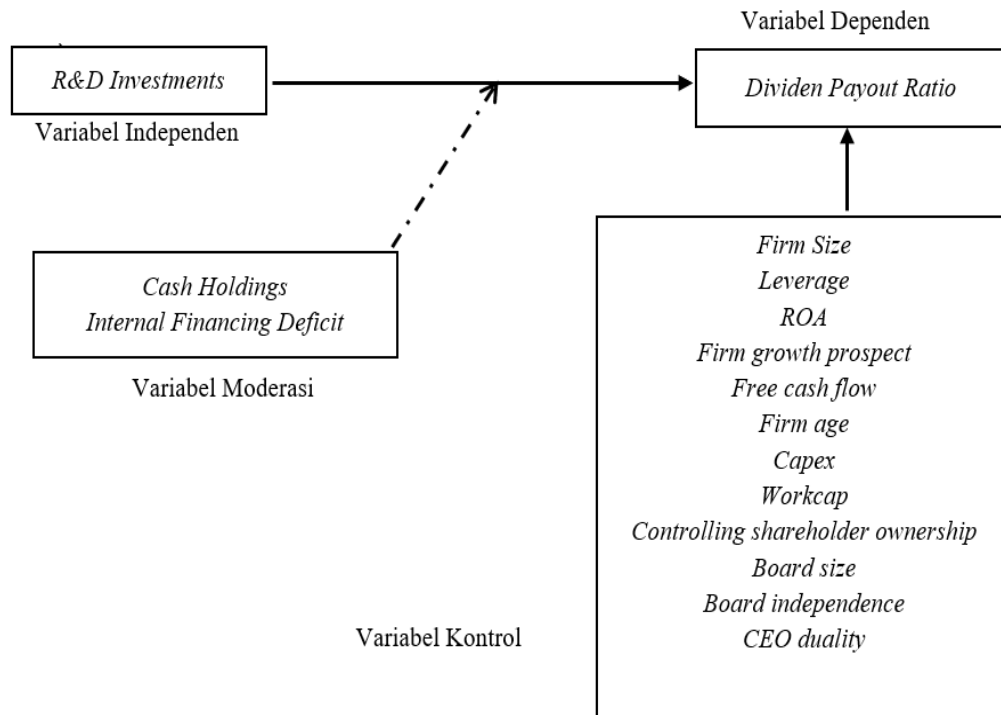 Variabel Dependen
R&D Investments
Dividen Payout Ratio
Variabel Independen
Cash Holdings
Internal Financing Deficit
Variabel Moderasi
Firm Size
Leverage
ROA
Firm growth prospect
Free cash flow
Firm age
Capex
Workcap
Controlling shareholder ownership
Board size
Board independence
CEO duality
Variabel Kontrol